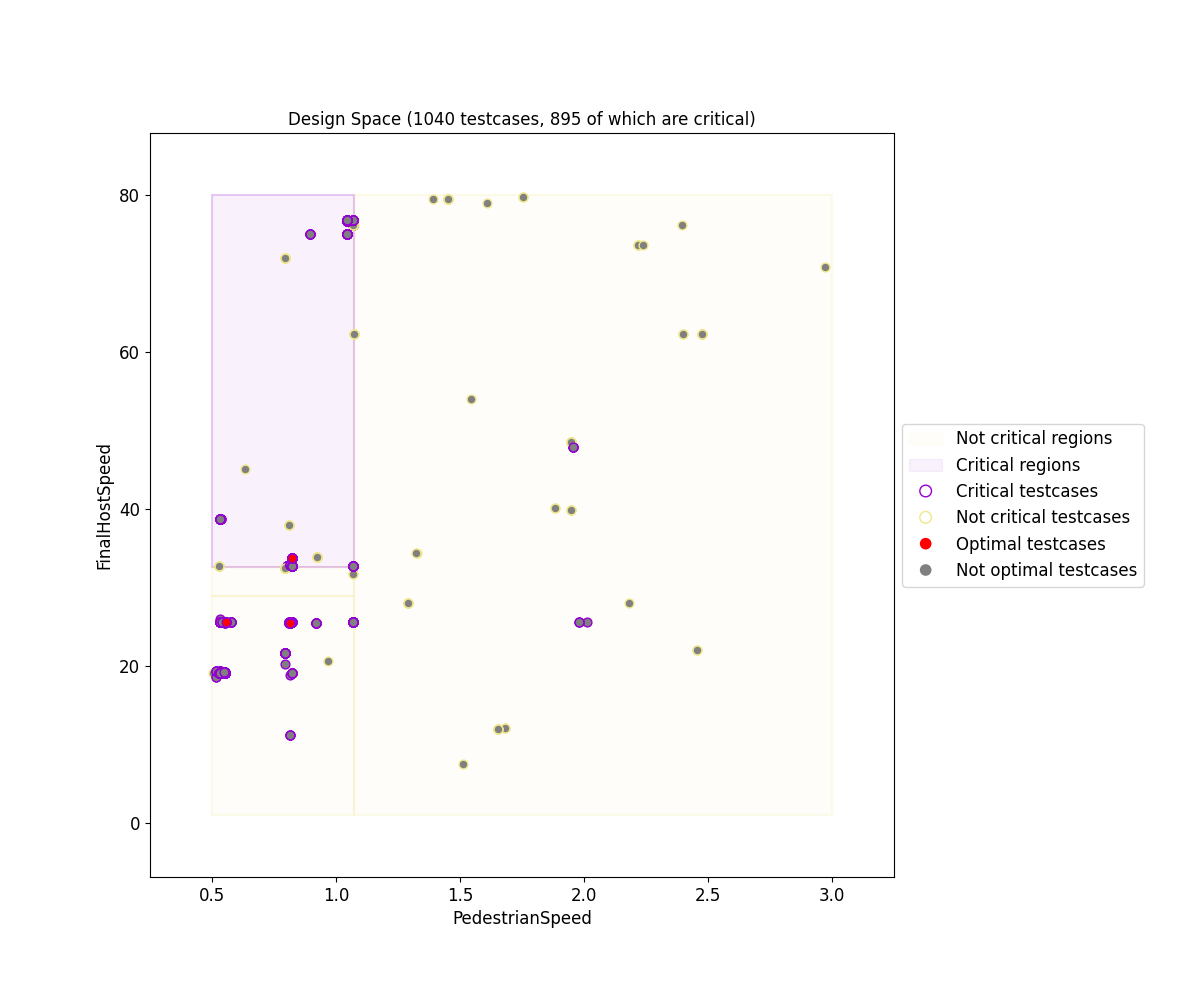 Design Space (1040 testcases, 895 of which are critical)
80
60
40
20
0
FinalHostSpeed
0.5 1.0 1.5 2.0 2.5 3.0
PedestrianSpeed
Not critical regions
Critical regions
Critical testcases
Not critical testcases
Optimal testcases
Not optimal testcases